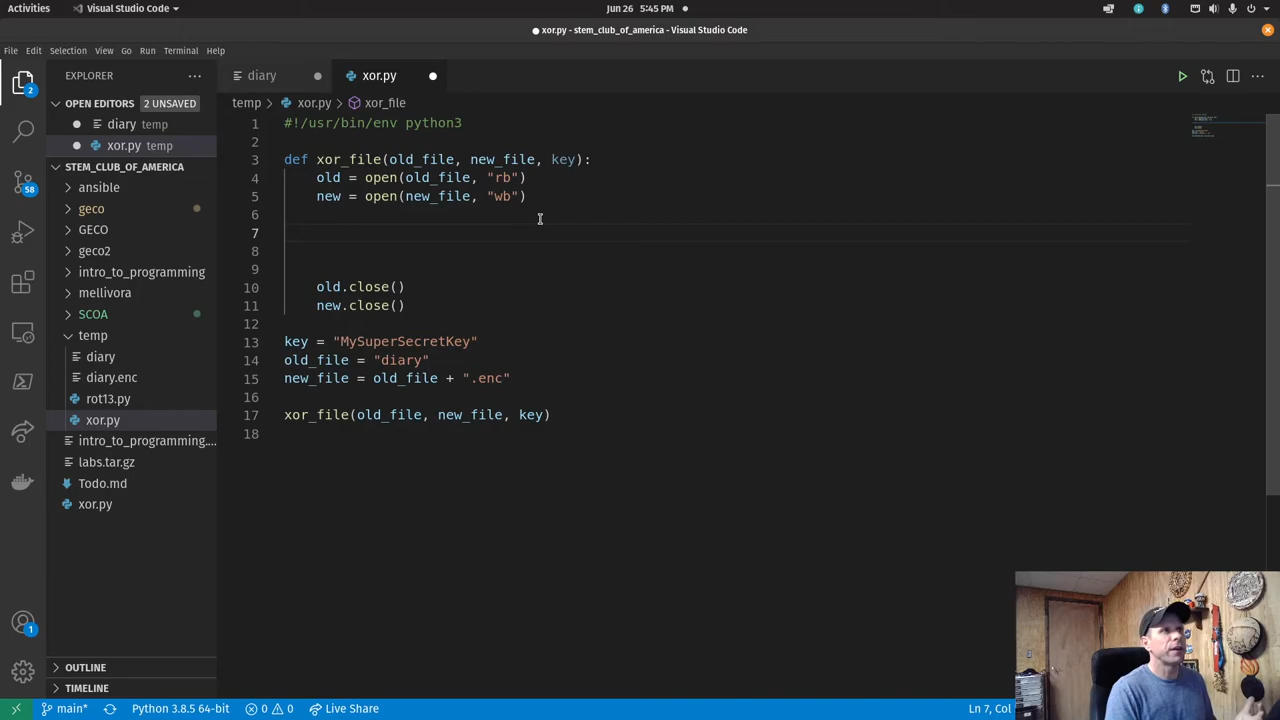 Activities
Visual Studio Code
Jun 26 5:45 PM
xor.py - stem_club_of_america - Visual Studio Code
File Edit Selection View Go Run Terminal Help
EXPLORER
diary
xor.py
OPEN EDITORS 2 UNSAVED
diary temp
xor.py temp
STEM_CLUB_OF_AMERICA
ansible
geco
GECO
geco2
intro_to_programming
mellivora
SCOA
temp
diary
diary.enc
rot13.py
xor.py
intro_to_programming....
labs.tar.gz
Todo.md
xor.py
OUTLINE
TIMELINE
2
58
1
temp > xor.py > xor_file
1 #!/usr/bin/env python3
2
3 def xor_file(old_file, new_file, key):
4 old = open(old_file, "rb")
5 new = open(new_file, "wb")
6
7
8
9
10 old.close()
11 new.close()
12
13 key = "MySuperSecretKey"
14 old_file = "diary"
15 new_file = old_file + ".enc"
16
17 xor_file(old_file, new_file, key)
18
main* Python 3.8.5 64-bit 0 0 Live Share
Ln 7, Col